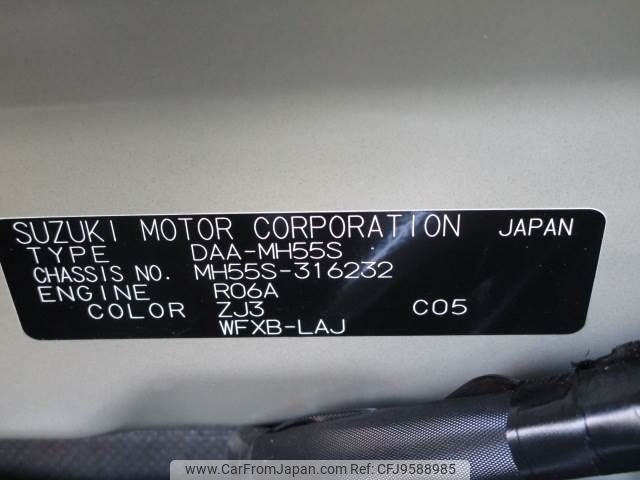 SUZUKI MOTOR CORPORATION JAPAN
TYPE DAA-MH55S
CHASSIS NO. MH55S-316232
ENGINE R06A
COLOR ZJ3 C05
WFXB-LAJ
www.CarFromJapan.com ID:CFJ9588985